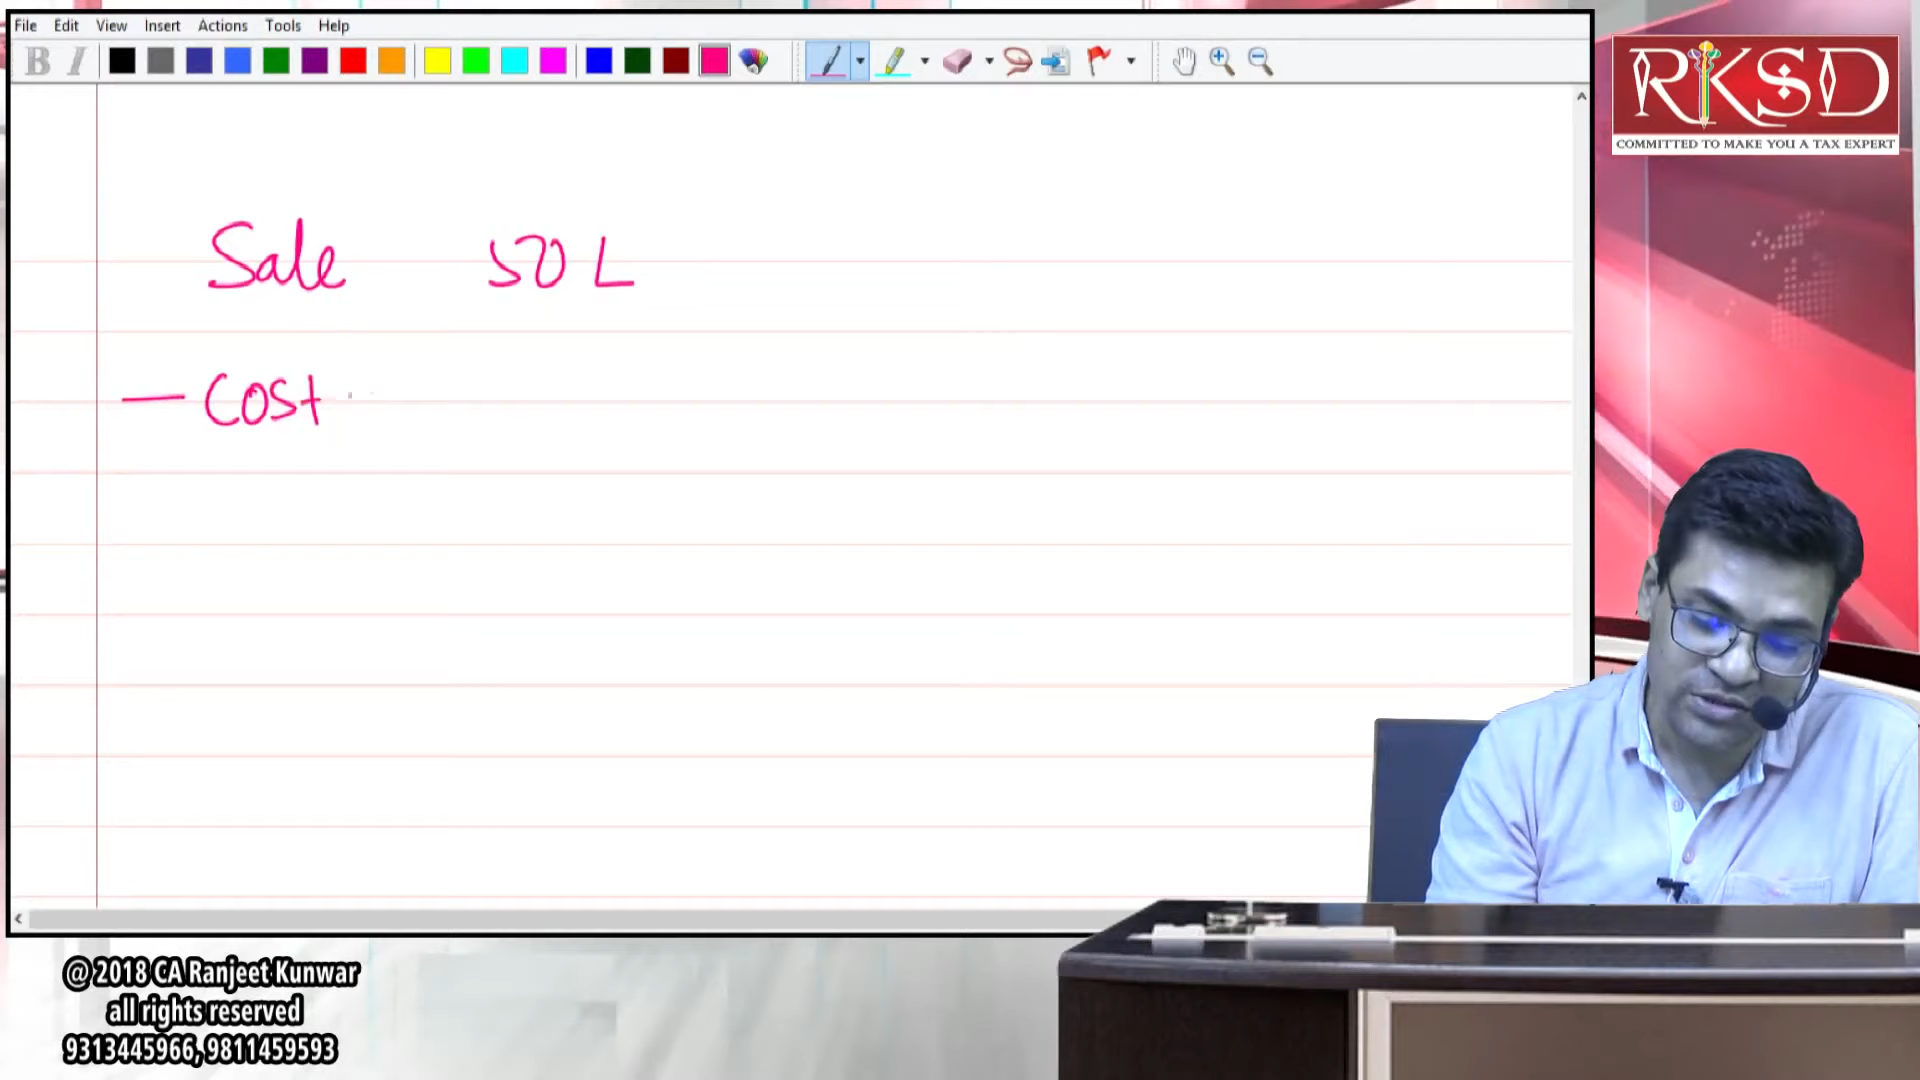 File Edit View Insert Actions Tools Help
B I
RKSD
COMMITTED TO MAKE YOU A TAX EXPERT
Sale 50 L
— Cost
@ 2018 CA Ranjeet Kunwar
all rights reserved
9313445966, 9811459593